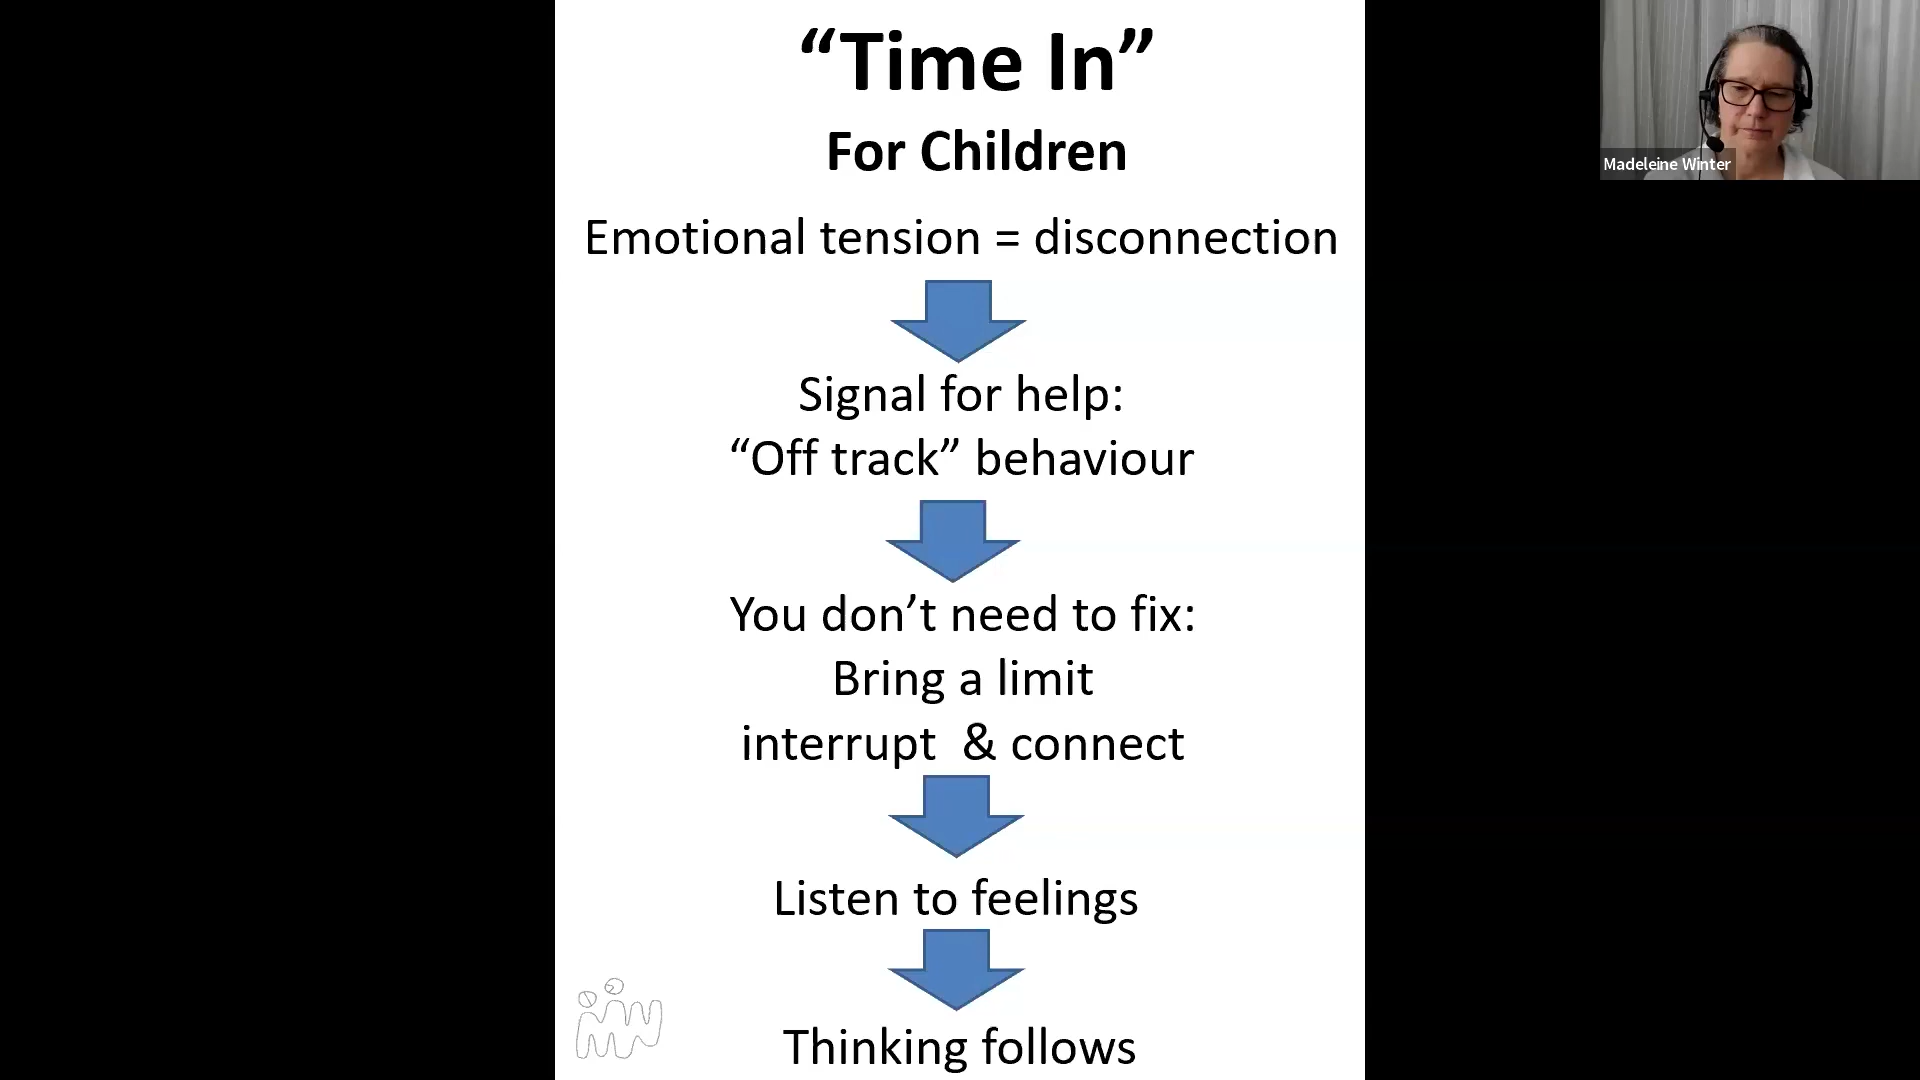 “Time In”
For Children
Emotional tension = disconnection
Signal for help:
“Off track” behaviour
You don’t need to fix:
Bring a limit
interrupt  & connect
Listen to feelings
Thinking follows
Madeleine Winter